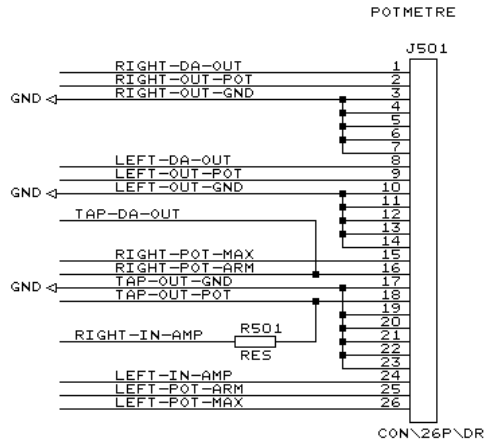 POTMETRE
J501
RIGHT-DA-OUT 1
RIGHT-OUT-POT 2
GND RIGHT-OUT-GND 3
4
5
6
7
LEFT-DA-OUT 8
LEFT-OUT-POT 9
GND LEFT-OUT-GND 10
11
TAP-DA-OUT 12
13
14
RIGHT-POT-MAX 15
RIGHT-POT-ARM 16
GND TAP-OUT-GND 17
TAP-OUT-POT 18
19
20
RIGHT-IN-AMP R501 21
22
RES 23
LEFT-IN-AMP 24
LEFT-POT-ARM 25
LEFT-POT-MAX 26
CON\26P\DR